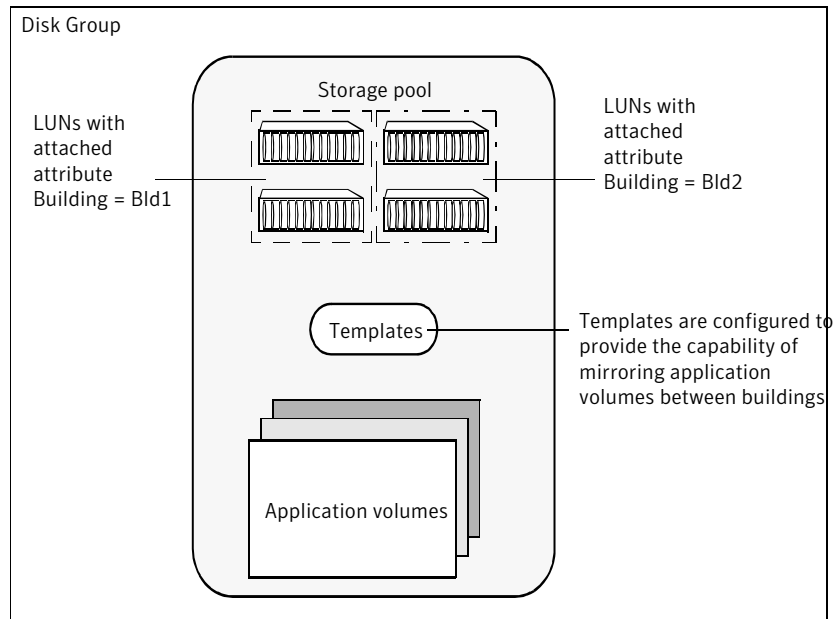 Disk Group
Storage pool
LUNs with
attached
attribute
Building = Bld1
LUNs with
attached
attribute
Building = Bld2
Templates
Templates are configured to
provide the capability of
mirroring application
volumes between buildings
Application volumes